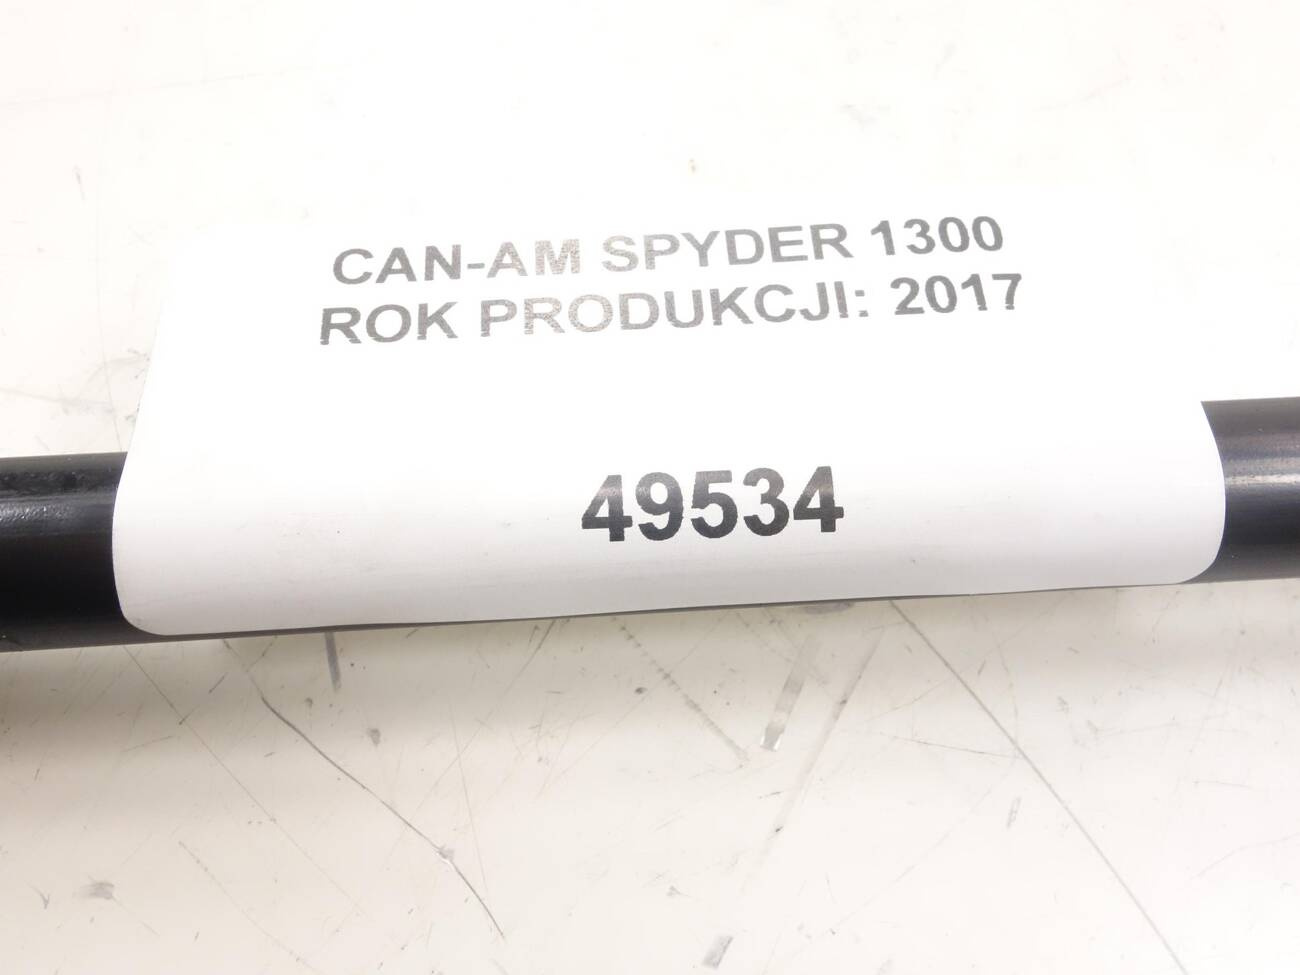 CAN-AM SPYDER 1300
ROK PRODUKCJI: 2017
49534